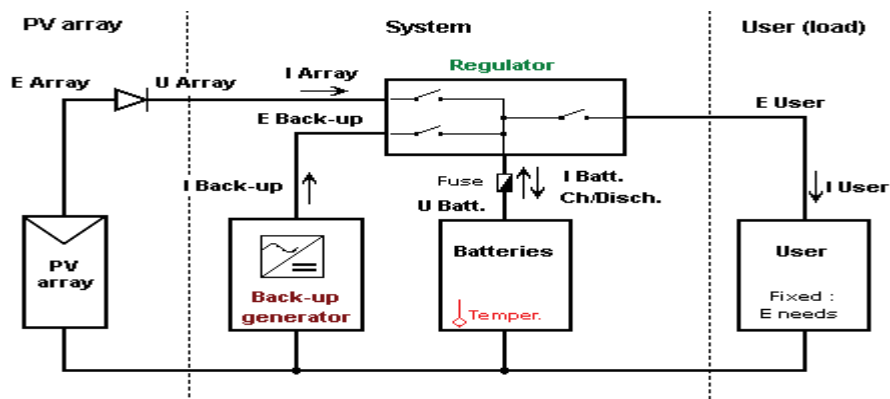 PV array
System
User (load)
E Array
U Array
I Array
Regulator
E Back-up
E User
I Back-up
Fuse
U Batt.
I Batt.
Ch/Disch.
I User
PV
array
Back-up
generator
Batteries
Temper.
User
Fixed :
E needs